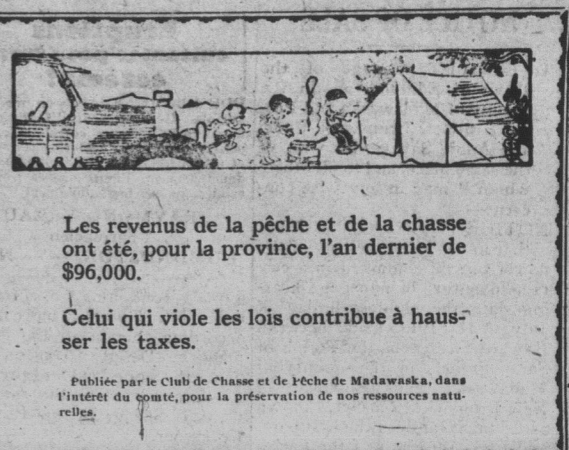 Les revenus de la pêche et de la chasse
ont été, pour la province, l'an dernier de
$96,000.
Celui qui viole les lois contribue à haus-
ser les taxes.
Publiée par le Club de Chasse et de Pêche de Madawaska, dans
l'intérêt du comté, pour la préservation de nos ressources natu-
relles.